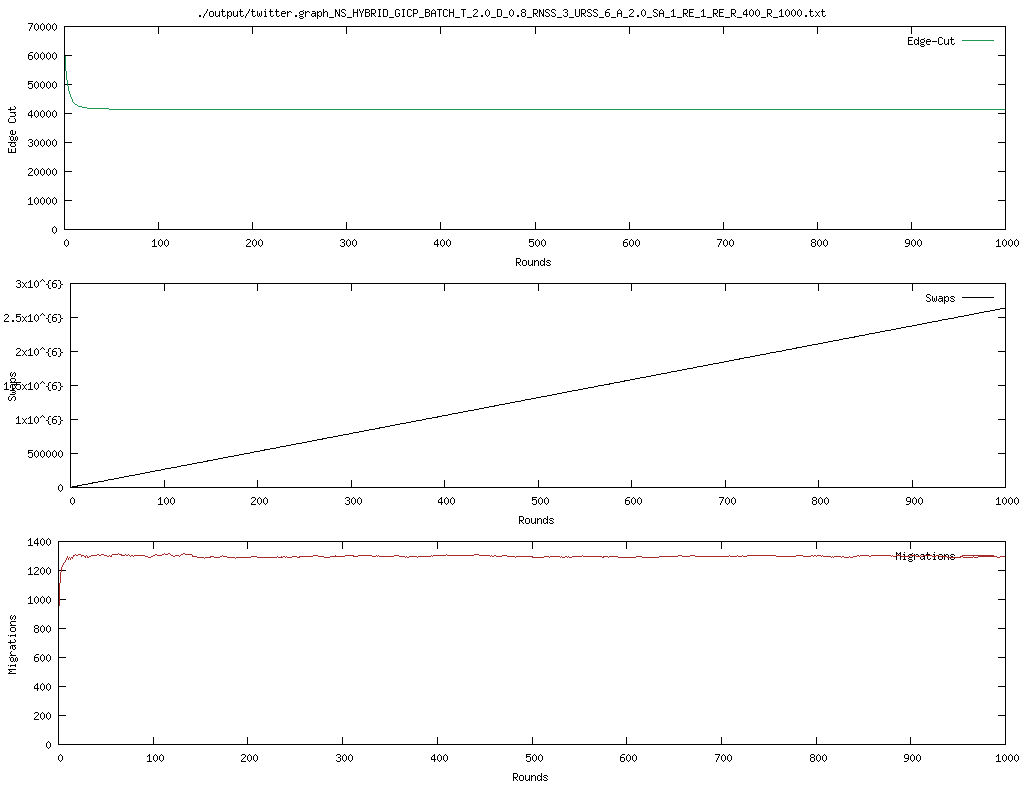 ./output/twitter.graph_NS_HYBRID_GICP_BATCH_T_2.0_D_0.8_RNSS_3_URSS_6_A_2.0_SA_1_RE_1_RE_R_400_R_1000.txt
70000
Edge-Cut
60000
50000
40000
30000
20000
10000
0
Edge Cut
0 100 200 300 400 500 600 700 800 900 1000
Rounds
3x10^{6}
Swaps
2.5x10^{6}
2x10^{6}
1.5x10^{6}
1x10^{6}
500000
0
Swaps
0 100 200 300 400 500 600 700 800 900 1000
Rounds
1400
Migrations
1200
1000
800
600
400
200
0
Migrations
0 100 200 300 400 500 600 700 800 900 1000
Rounds